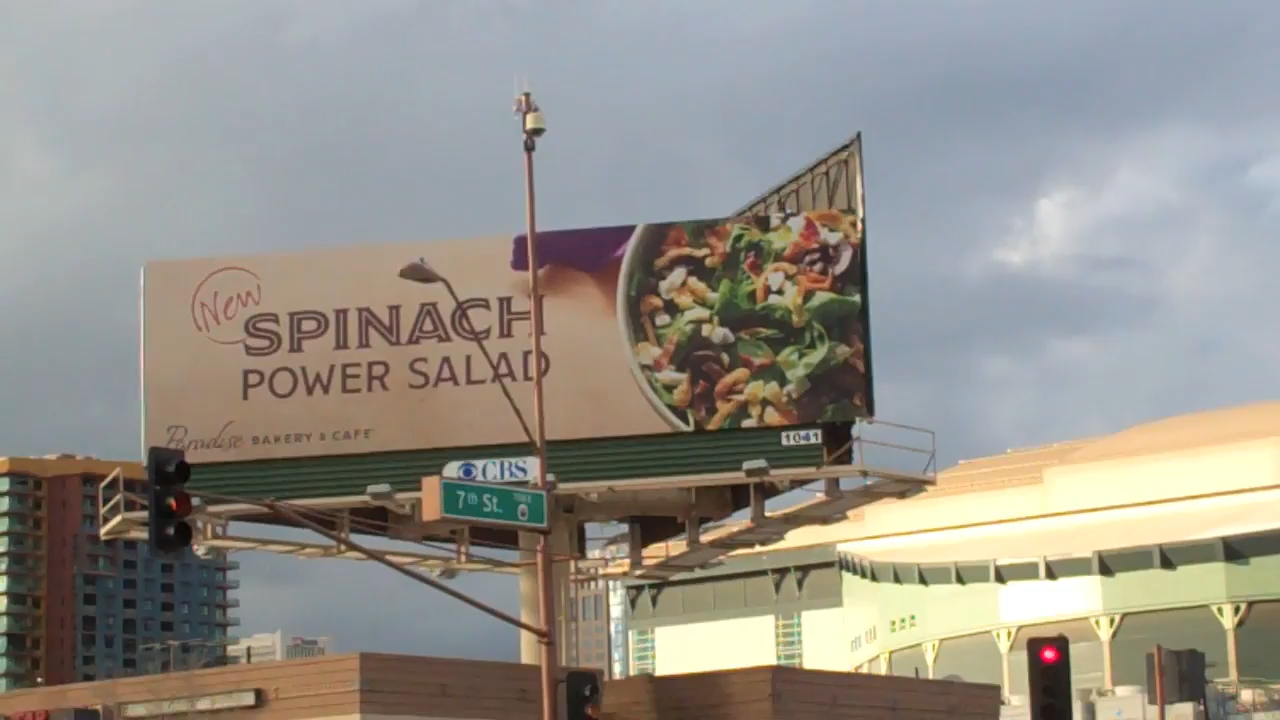 New
SPINACH
POWER SALAD
Paradise BAKERY & CAFE
1041
CBS
7th St.